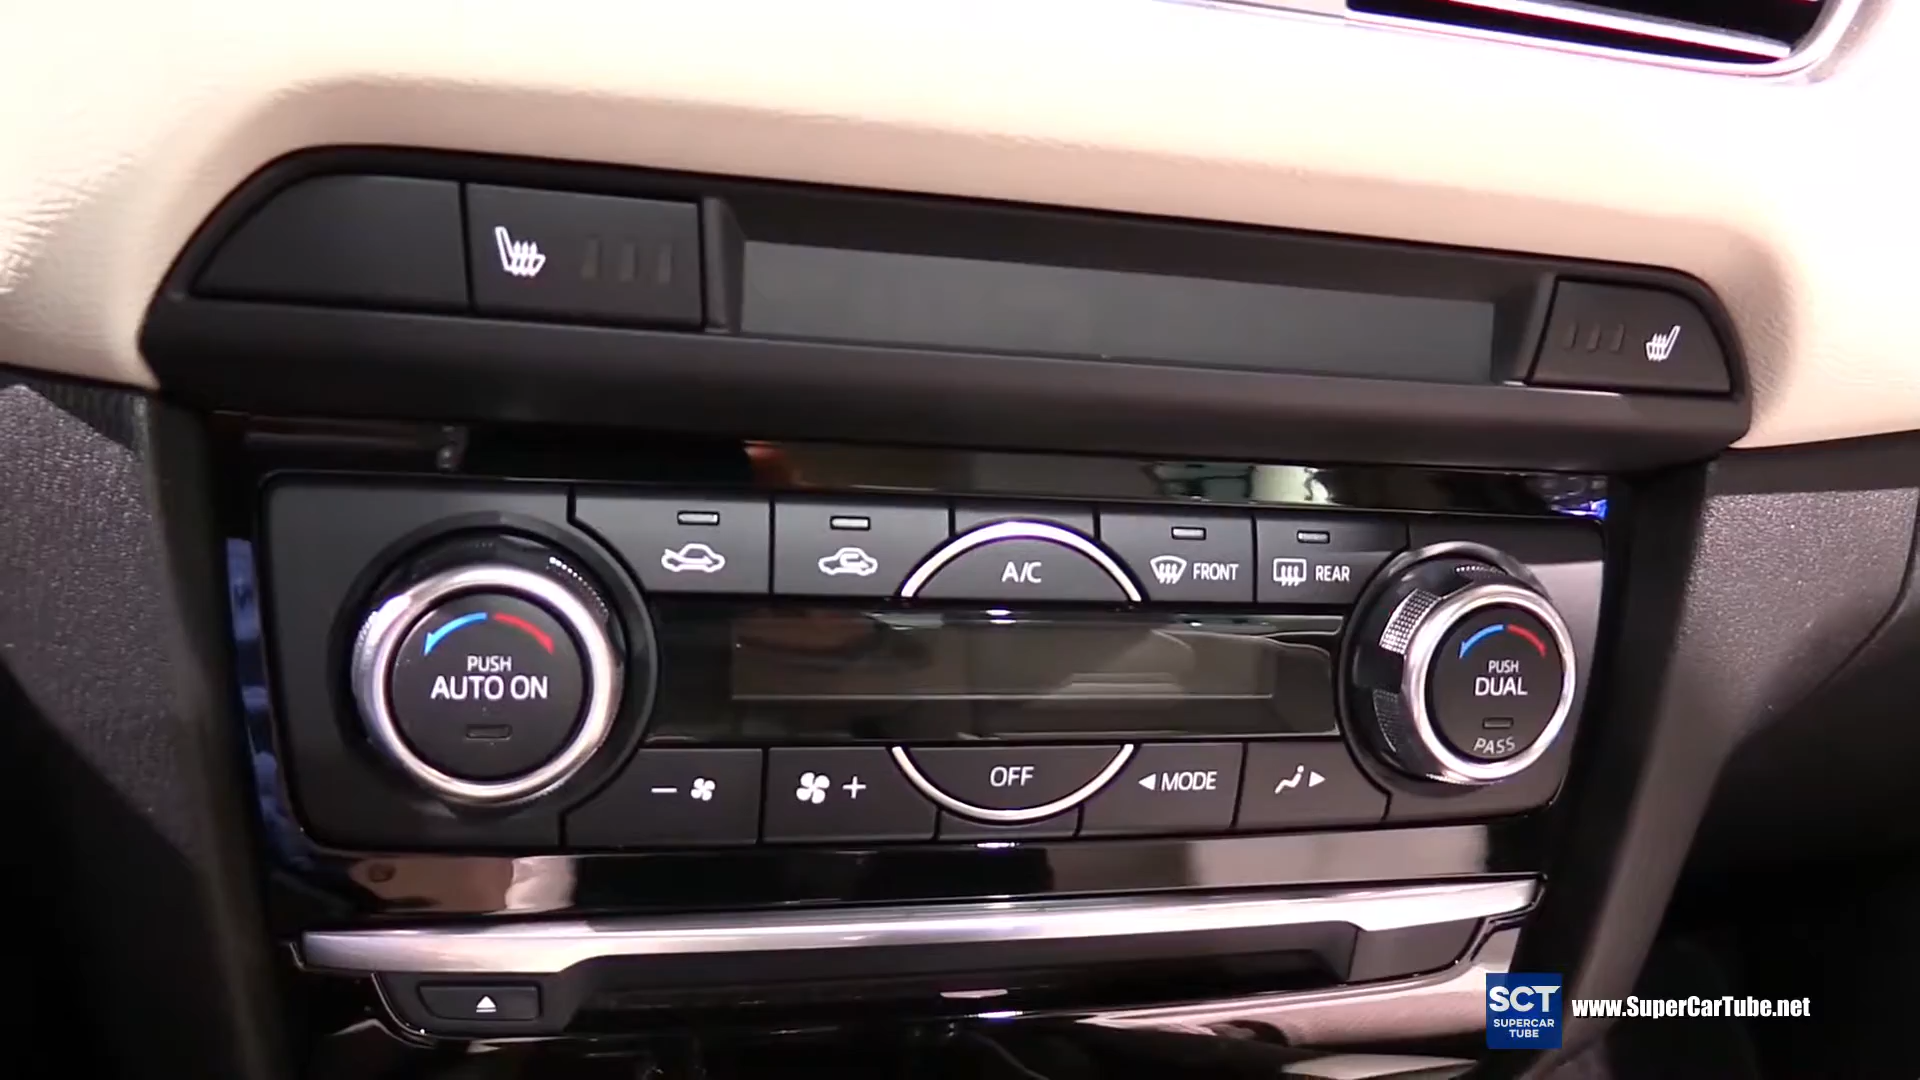 A/C
FRONT
REAR
PUSH
AUTO ON
PUSH
DUAL
PASS
−
+
OFF
◀ MODE
▶
SCT
SUPERCAR
TUBE
www.SuperCarTube.net